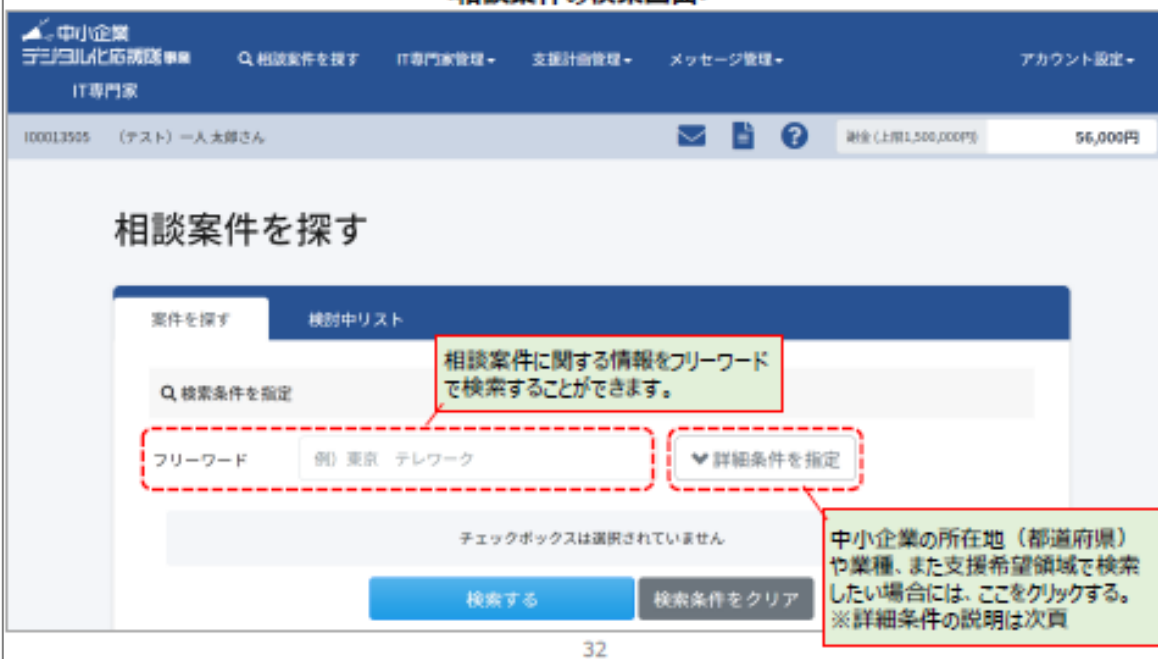 中小企業
デジタル化応援隊事業
IT専門家
相談案件を探す IT専門家管理 支援計画管理 メッセージ管理 アカウント設定
I00013505 (テスト)一人 太郎さん 謝金(上限1,500,000円) 56,000円
相談案件を探す
案件を探す 検討中リスト
相談案件に関する情報をフリーワード
で検索することができます。
検索条件を指定
フリーワード 例）東京 テレワーク 詳細条件を指定
チェックボックスは選択されていません
検索する 検索条件をクリア
中小企業の所在地（都道府県）
や業種、また支援希望領域で検索
したい場合には、ここをクリックする。
※詳細条件の説明は次頁
32